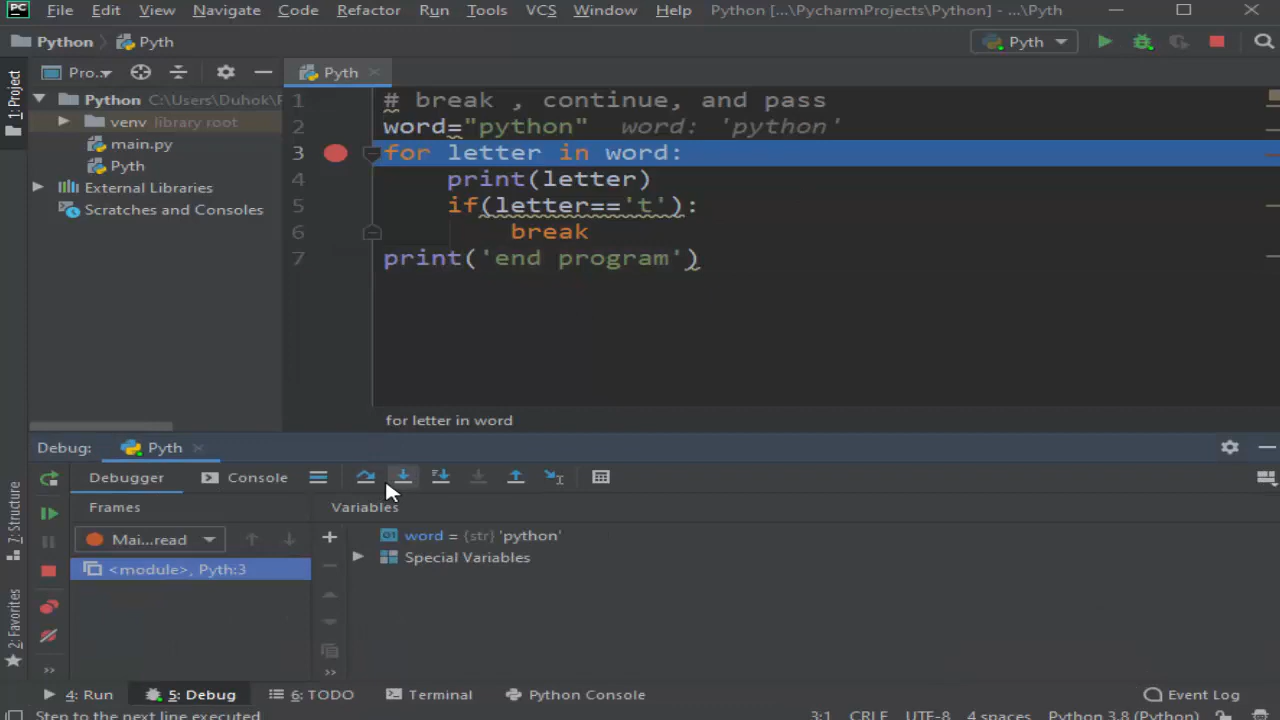 PC File Edit View Navigate Code Refactor Run Tools VCS Window Help Python [...\PycharmProjects\Python] - ...\Pyth
Python Pyth Pyth
1: Project
Pro... Pyth
Python C:\Users\Duhok\P
venv library root
main.py
Pyth
External Libraries
Scratches and Consoles
1 # break , continue, and pass
2 word="python" word: 'python'
3 for letter in word:
4 print(letter)
5 if(letter=='t'):
6 break
7 print('end program')
for letter in word
Debug: Pyth
Debugger Console
Frames Variables
Mai...read
<module>, Pyth:3
word = {str} 'python'
Special Variables
7: Structure
2: Favorites
4: Run 5: Debug 6: TODO Terminal Python Console Event Log
Step to the next line executed 3:1 CRLF UTF-8 4 spaces Python 3.8 (Python)